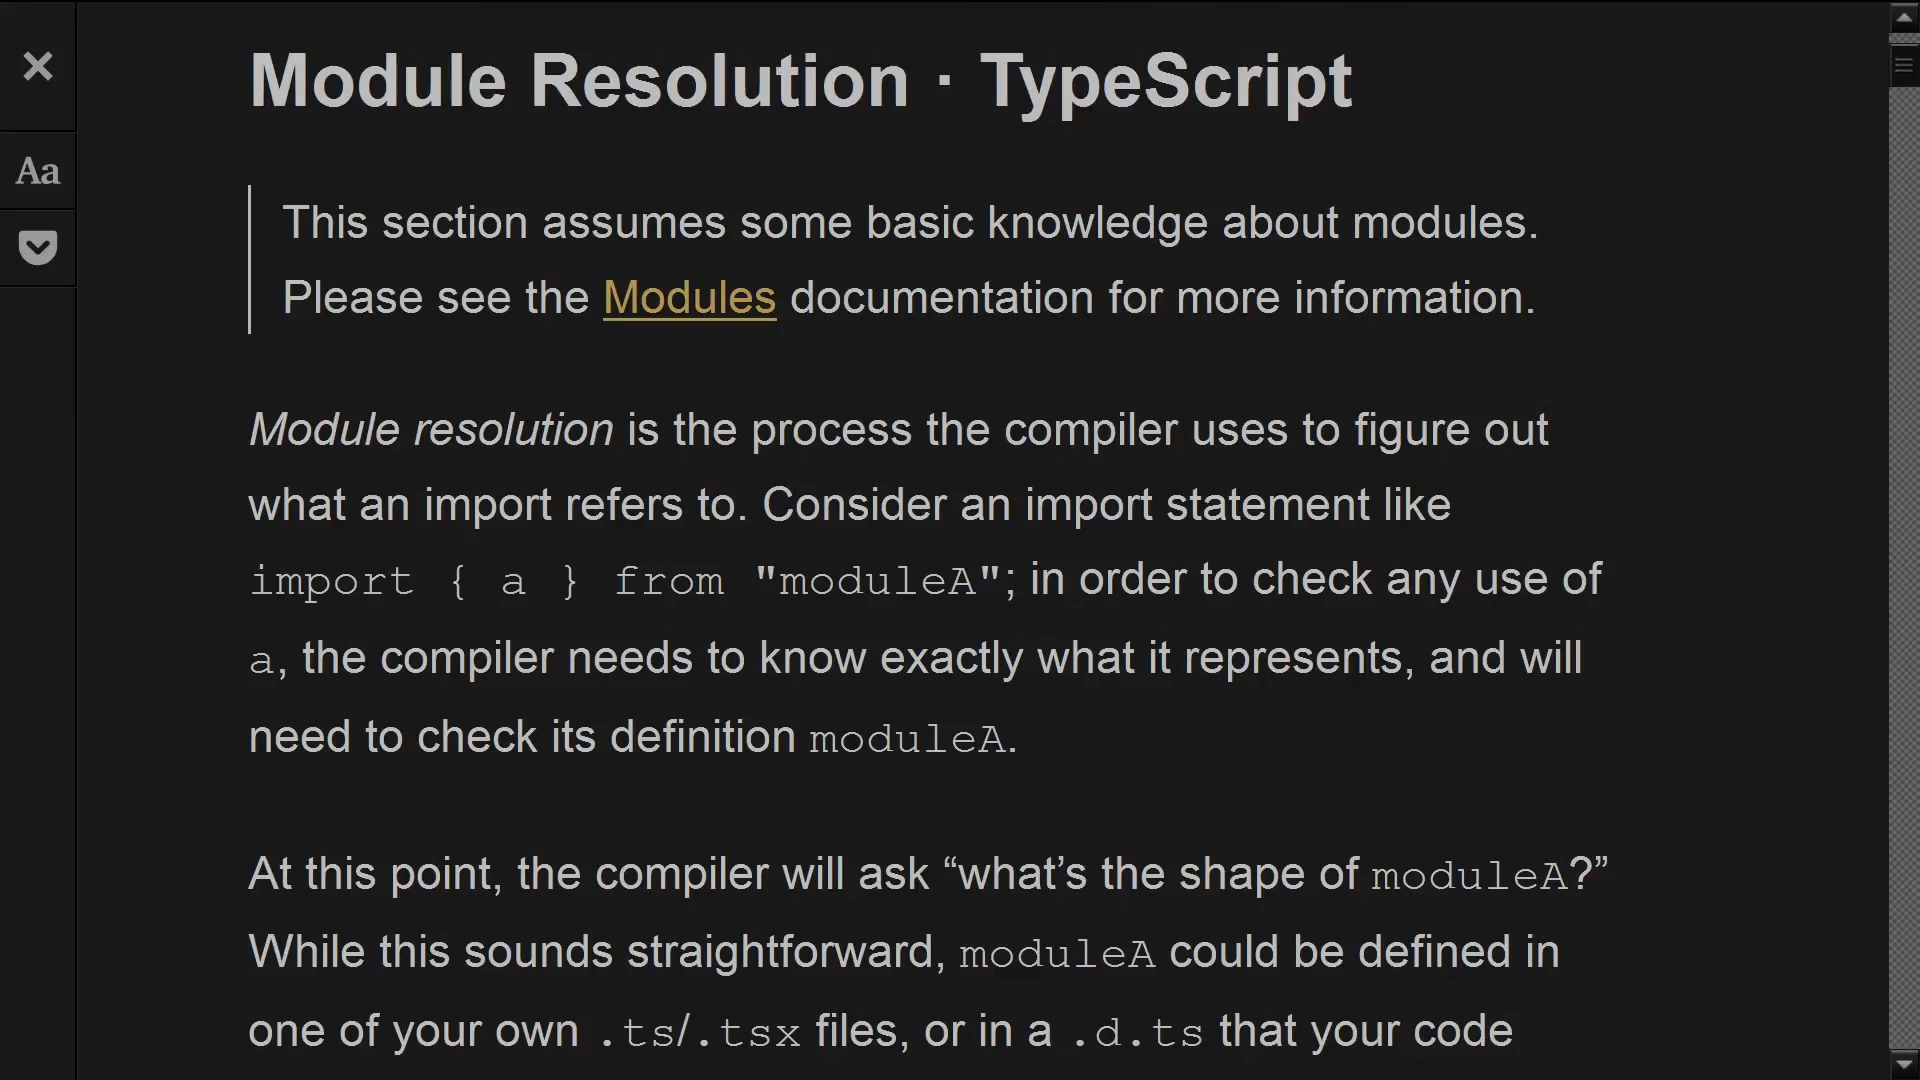 Module Resolution · TypeScript
Aa
This section assumes some basic knowledge about modules.
Please see the Modules documentation for more information.
Module resolution is the process the compiler uses to figure out
what an import refers to. Consider an import statement like
import { a } from "moduleA"; in order to check any use of
a, the compiler needs to know exactly what it represents, and will
need to check its definition moduleA.
At this point, the compiler will ask “what’s the shape of moduleA?”
While this sounds straightforward, moduleA could be defined in
one of your own .ts/.tsx files, or in a .d.ts that your code